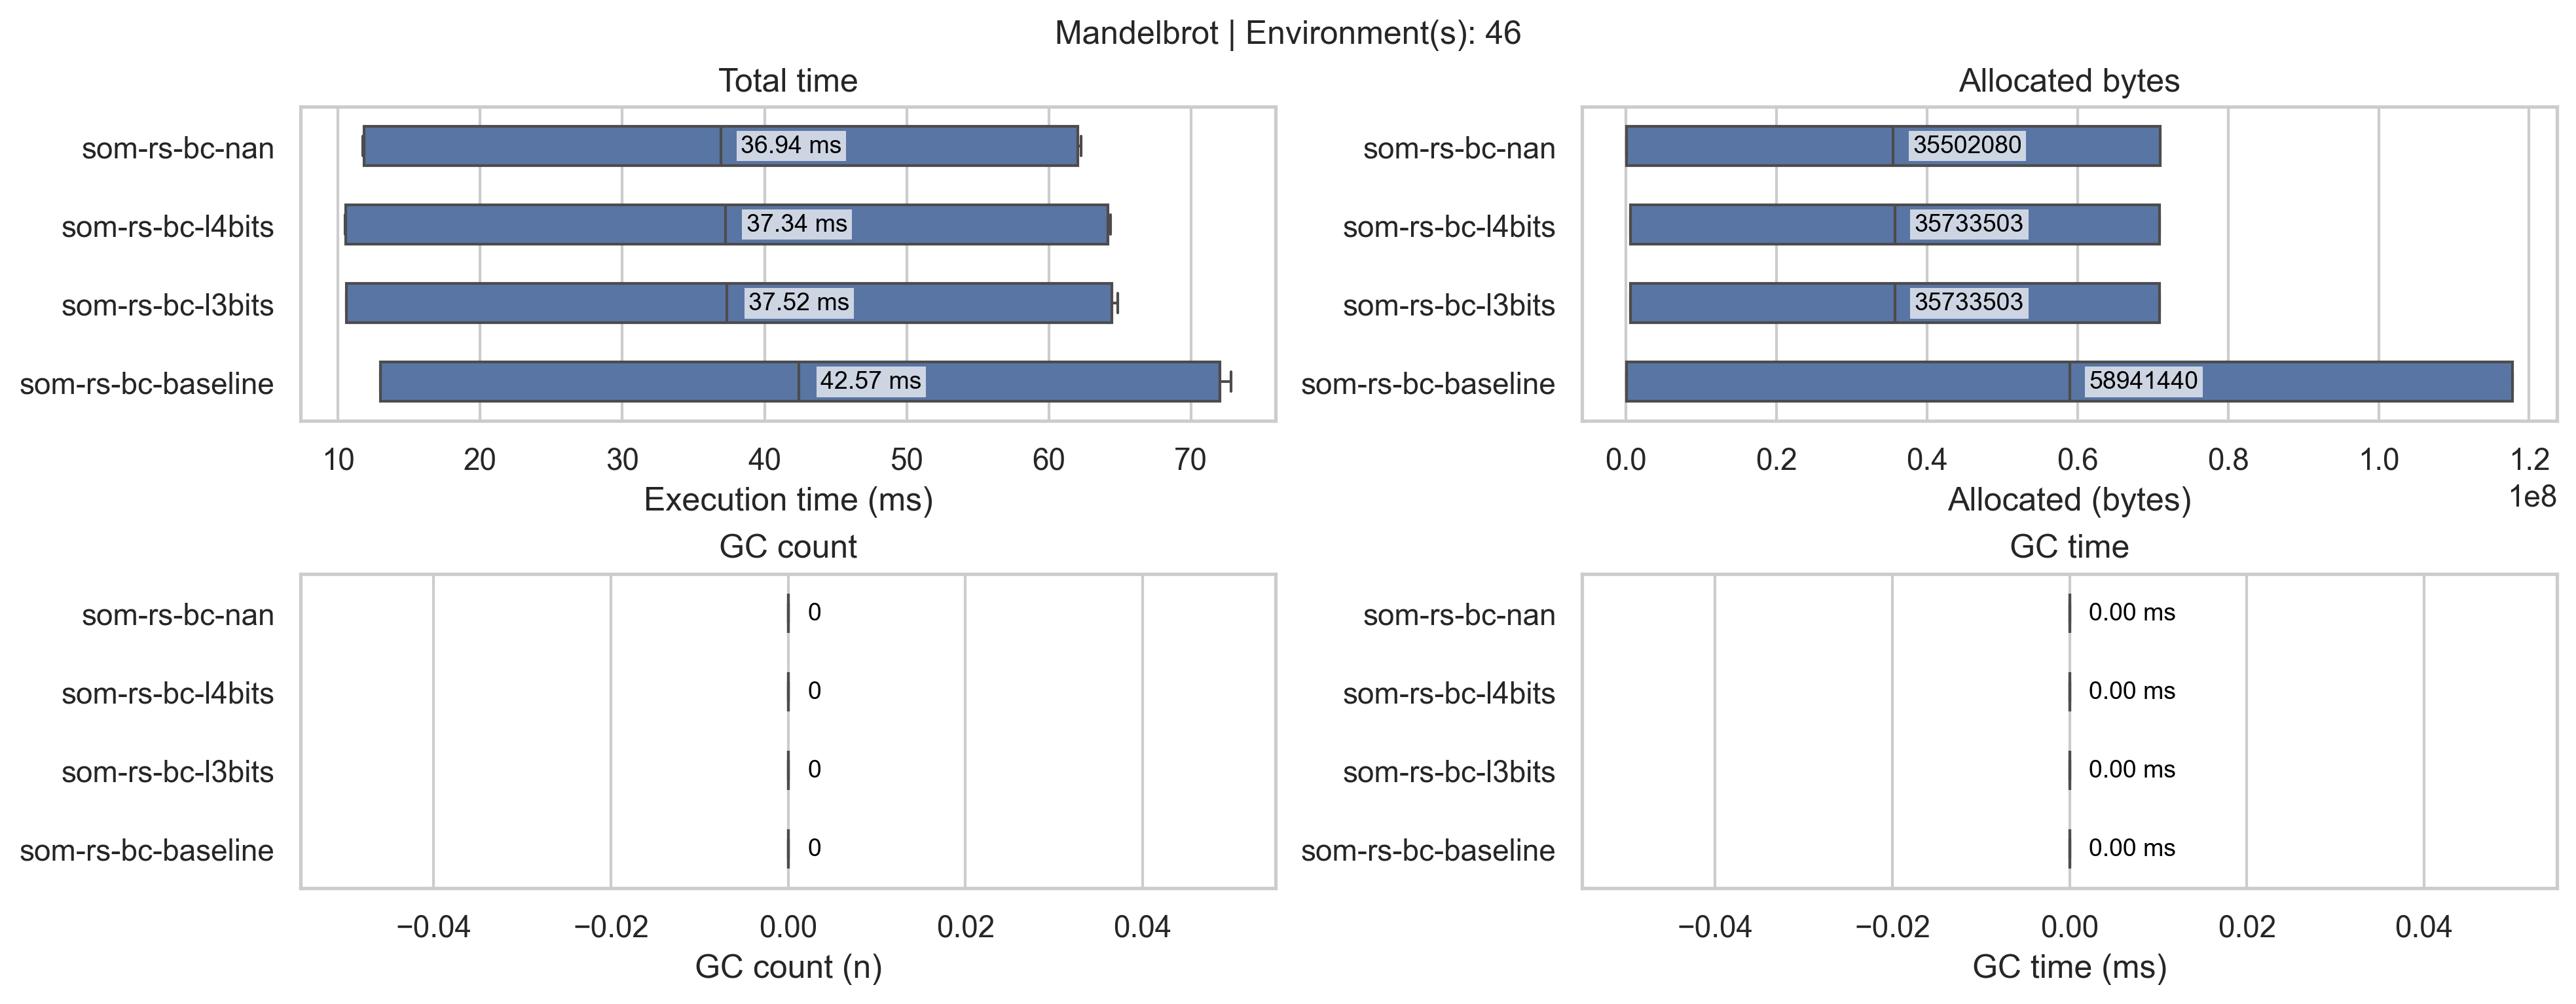 Mandelbrot | Environment(s): 46
Total time
som-rs-bc-nan
36.94 ms
som-rs-bc-l4bits
37.34 ms
som-rs-bc-l3bits
37.52 ms
som-rs-bc-baseline
42.57 ms
10 20 30 40 50 60 70
Execution time (ms)
Allocated bytes
som-rs-bc-nan
35502080
som-rs-bc-l4bits
35733503
som-rs-bc-l3bits
35733503
som-rs-bc-baseline
58941440
0.0 0.2 0.4 0.6 0.8 1.0 1.2
1e8
Allocated (bytes)
GC count
som-rs-bc-nan
0
som-rs-bc-l4bits
0
som-rs-bc-l3bits
0
som-rs-bc-baseline
0
−0.04 −0.02 0.00 0.02 0.04
GC count (n)
GC time
som-rs-bc-nan
0.00 ms
som-rs-bc-l4bits
0.00 ms
som-rs-bc-l3bits
0.00 ms
som-rs-bc-baseline
0.00 ms
−0.04 −0.02 0.00 0.02 0.04
GC time (ms)